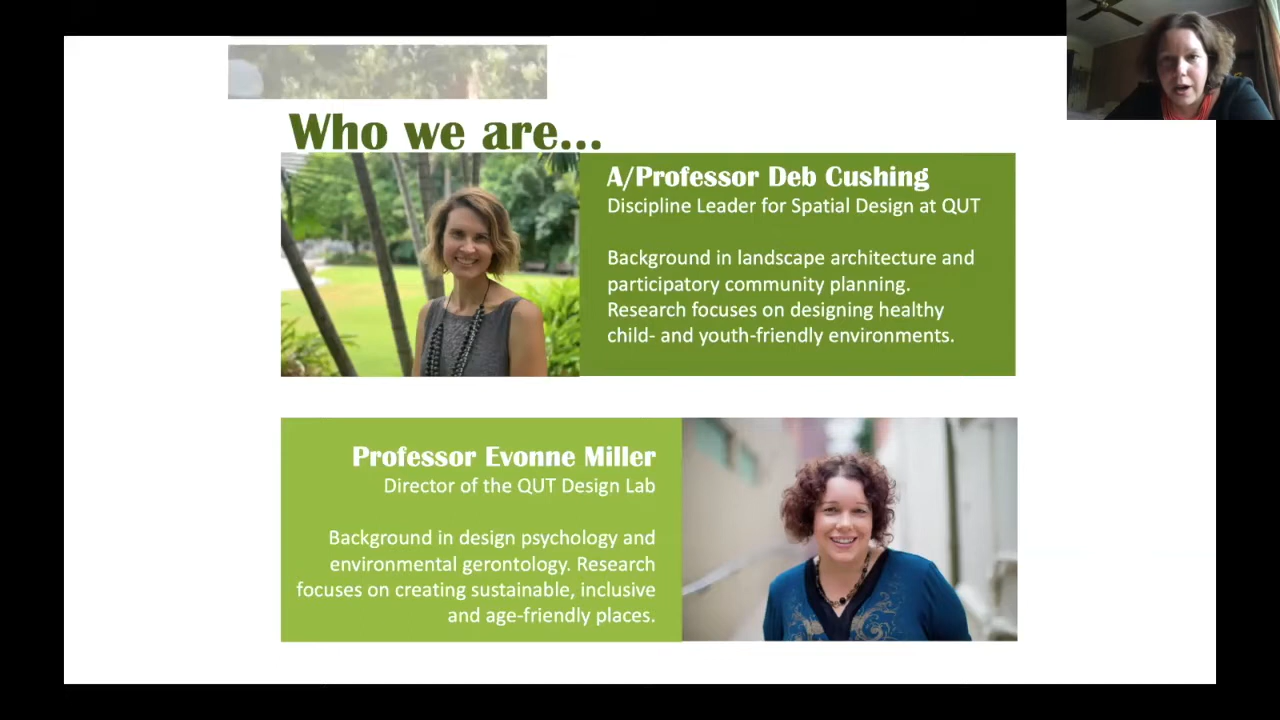 Who we are...
A/Professor Deb Cushing
Discipline Leader for Spatial Design at QUT
Background in landscape architecture and
participatory community planning.
Research focuses on designing healthy
child- and youth-friendly environments.
Professor Evonne Miller
Director of the QUT Design Lab
Background in design psychology and
environmental gerontology. Research
focuses on creating sustainable, inclusive
and age-friendly places.